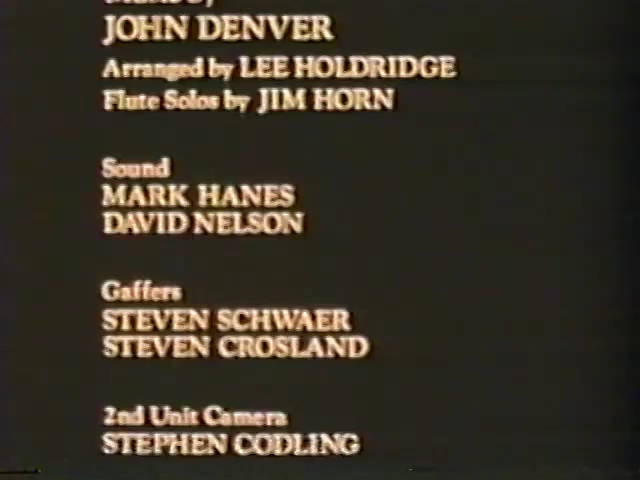 JOHN DENVER
Arranged by LEE HOLDRIDGE
Flute Solos by JIM HORN
Sound
MARK HANES
DAVID NELSON
Gaffers
STEVEN SCHWAER
STEVEN CROSLAND
2nd Unit Camera
STEPHEN CODLING